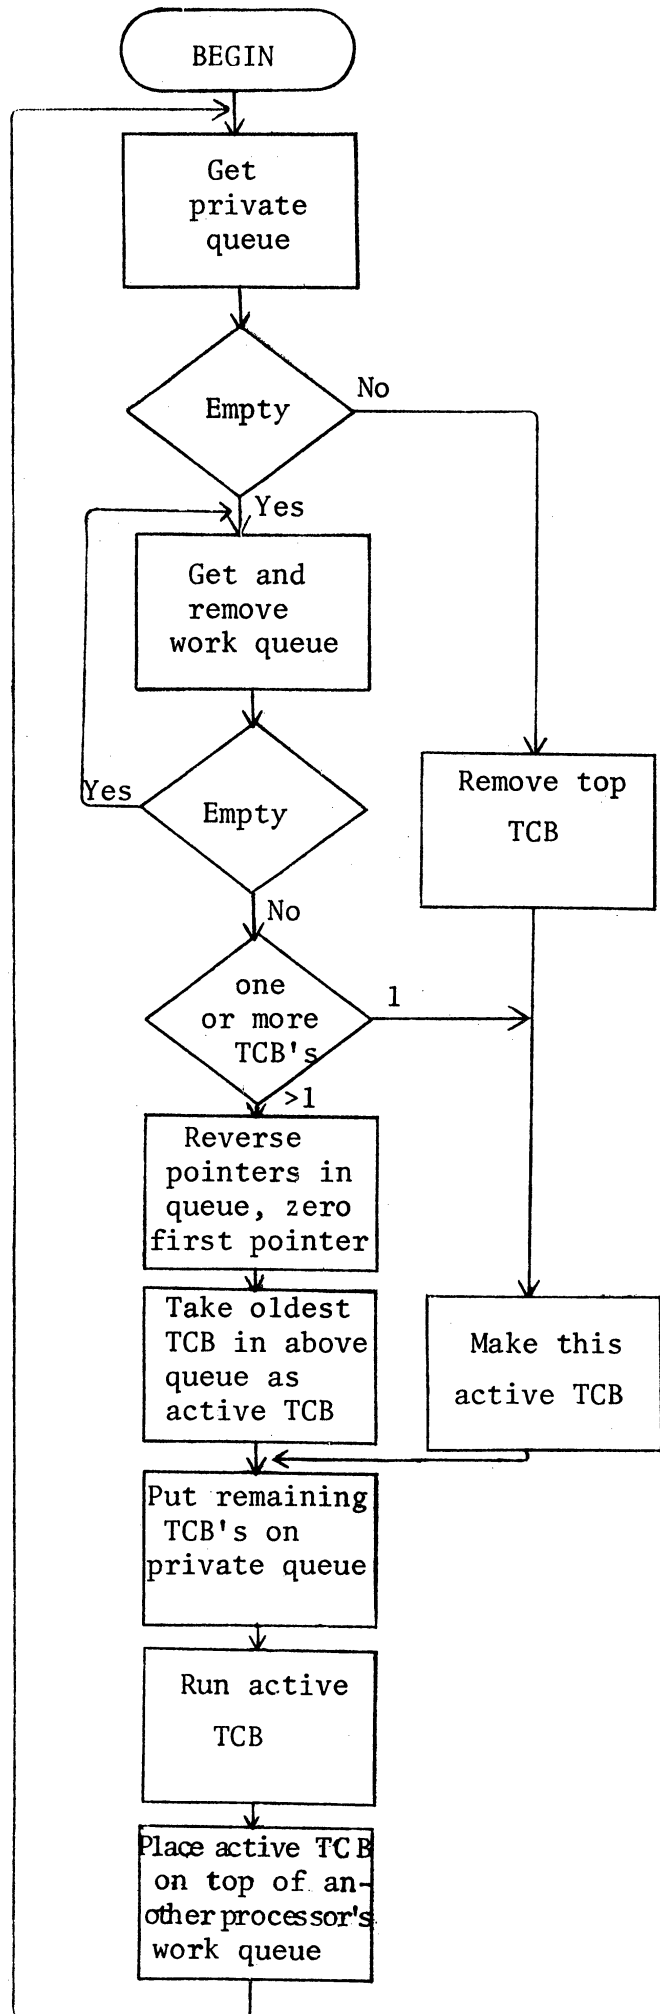 BEGIN
Get
private
queue
Empty
No
Yes
Get and
remove
work queue
Empty
Yes
No
Remove top
TCB
one
or more
TCB's
1
>1
Reverse
pointers in
queue, zero
first pointer
Take oldest
TCB in above
queue as
active TCB
Make this
active TCB
Put remaining
TCB's on
private queue
Run active
TCB
Place active TCB
on top of an-
other processor's
work queue